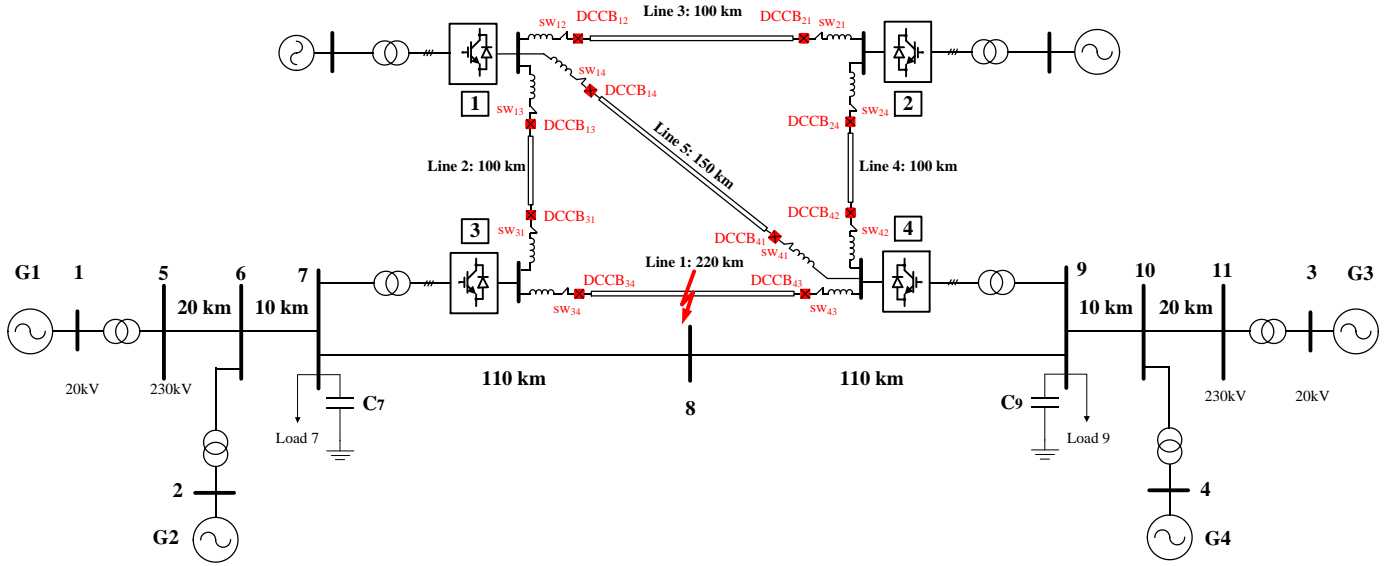 Line 3: 100 km
SW12
DCCB12
DCCB21
SW21
1
SW14
DCCB14
2
SW13
DCCB13
SW24
DCCB24
Line 2: 100 km
Line 5: 150 km
Line 4: 100 km
DCCB31
SW31
3
DCCB42
SW42
4
DCCB41
SW41
Line 1: 220 km
DCCB34
SW34
DCCB43
SW43
G1
1
5
6
7
20 km
10 km
9
10
11
3
G3
10 km
20 km
20kV
230kV
110 km
8
110 km
230kV
20kV
C7
Load 7
C9
Load 9
2
G2
4
G4